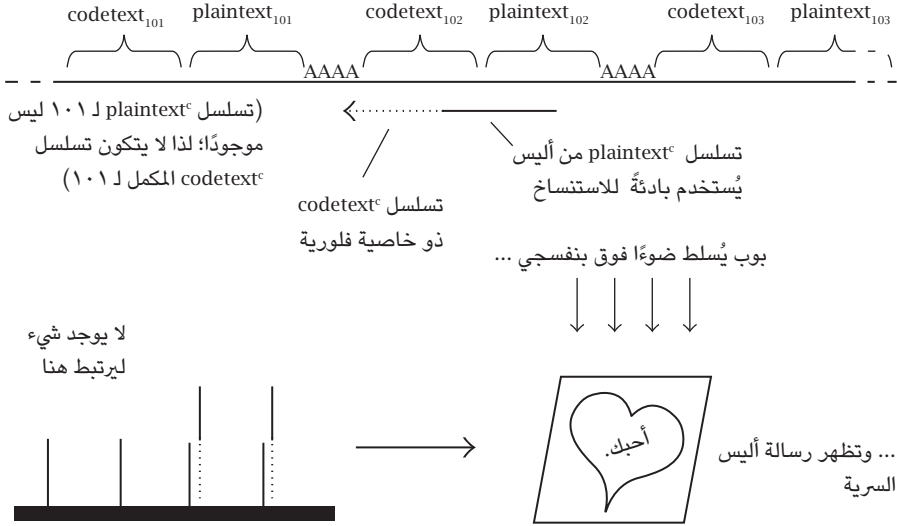 codetext₁₀₁ plaintext₁₀₁ codetext₁₀₂ plaintext₁₀₂ codetext₁₀₃ plaintext₁₀₃
AAAA AAAA
(تسلسل plaintextᶜ لـ ١٠١ ليس
موجودًا؛ لذا لا يتكون تسلسل
codetextᶜ المكمل لـ ١٠١)
تسلسل plaintextᶜ من أليس
يُستخدم بادئةً للاستنساخ
تسلسل codetextᶜ
ذو خاصية فلورية
بوب يُسلط ضوءًا فوق بنفسجي ...
لا يوجد شيء
ليرتبط هنا
أحبك.
... وتظهر رسالة أليس
السرية